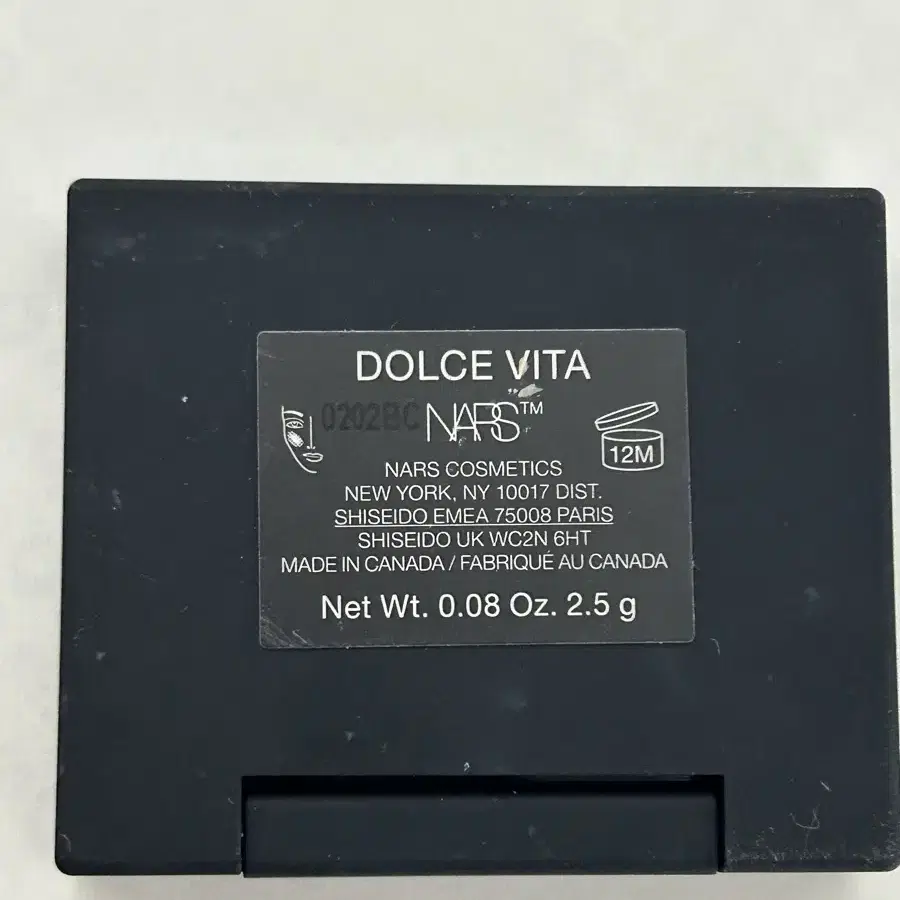 DOLCE VITA
0202BC NARS™
12M
NARS COSMETICS
NEW YORK, NY 10017 DIST.
SHISEIDO EMEA 75008 PARIS
SHISEIDO UK WC2N 6HT
MADE IN CANADA / FABRIQUÉ AU CANADA
Net Wt. 0.08 Oz. 2.5 g